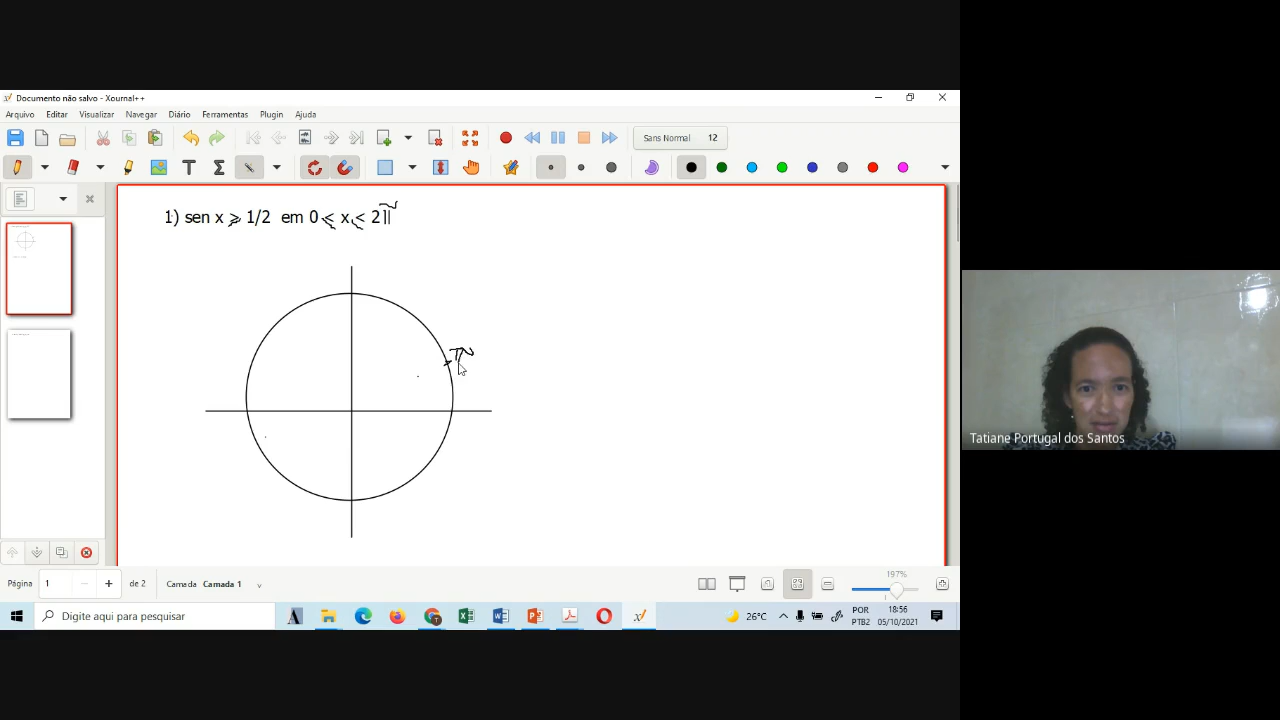 Documento não salvo - Xournal++
Arquivo Editar Visualizar Navegar Diário Ferramentas Plugin Ajuda
Sans Normal 12
1) sen x ⩾ 1/2 em 0 ⩽ x ⩽ 2π
π
Tatiane Portugal dos Santos
Página 1 de 2 Camada Camada 1 197%
Digite aqui para pesquisar 26°C POR 18:56
PTB2 05/10/2021